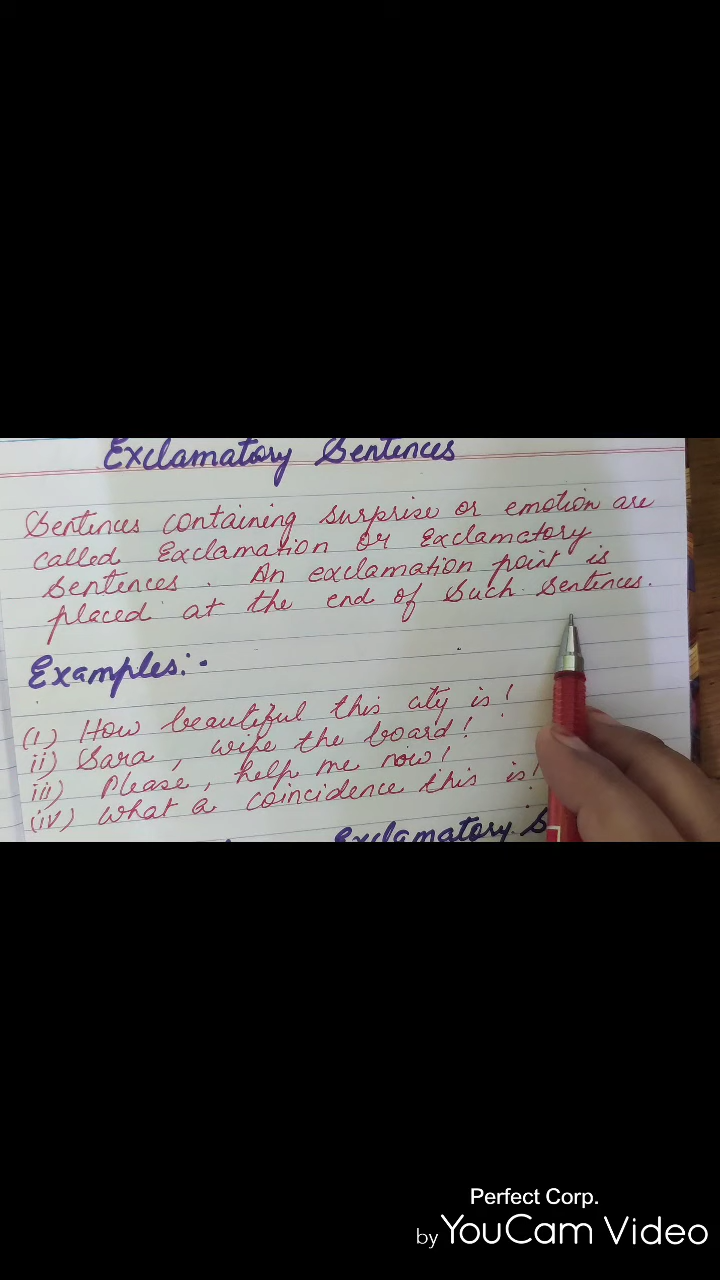 Exclamatory Sentences
Sentences containing surprise or emotion are
called Exclamation or Exclamatory
Sentences. An exclamation point is
placed at the end of such sentences.
Examples:-
(i) How beautiful this city is!
ii) Sara, wipe the board!
iii) Please, help me now!
(iv) What a coincidence this is!
Exclamatory S
Perfect Corp.
by YouCam Video